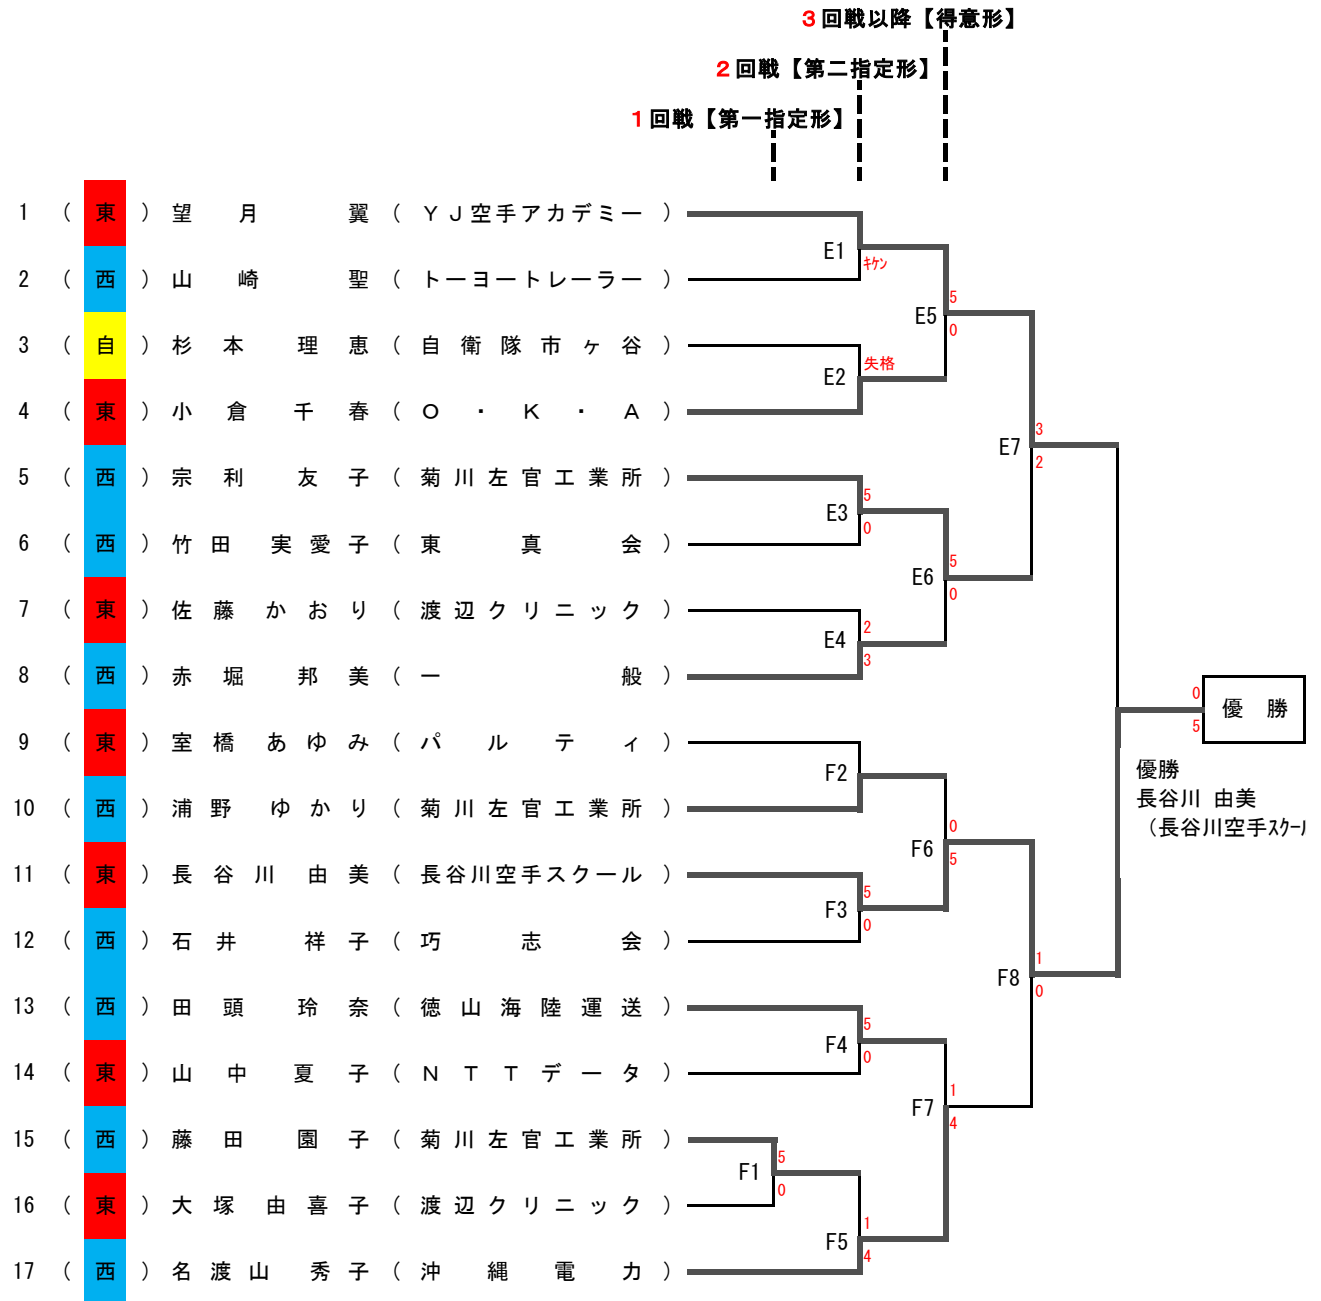 3回戦以降【得意形】
2回戦【第二指定形】
1回戦【第一指定形】
1 （ 東 ） 望月 翼 （ ＹＪ空手アカデミー ）
E1
キケン
2 （ 西 ） 山崎 聖 （ トーヨートレーラー ）
5
E5
0
3 （ 自 ） 杉本 理恵 （ 自衛隊市ヶ谷 ）
E2
失格
4 （ 東 ） 小倉 千春 （ Ｏ・Ｋ・Ａ ）
3
E7
2
5 （ 西 ） 宗利 友子 （ 菊川左官工業所 ）
5
E3
0
6 （ 西 ） 竹田 実愛子 （ 東真会 ）
5
E6
0
7 （ 東 ） 佐藤 かおり （ 渡辺クリニック ）
2
E4
3
8 （ 西 ） 赤堀 邦美 （ 一般 ）
0
優 勝
5
9 （ 東 ） 室橋 あゆみ （ パルティ ）
F2
優勝
長谷川 由美
（長谷川空手ｽｸｰﾙ
10 （ 西 ） 浦野 ゆかり （ 菊川左官工業所 ）
0
F6
5
11 （ 東 ） 長谷川 由美 （ 長谷川空手スクール ）
5
F3
0
12 （ 西 ） 石井 祥子 （ 巧志会 ）
1
F8
0
13 （ 西 ） 田頭 玲奈 （ 徳山海陸運送 ）
5
F4
0
14 （ 東 ） 山中 夏子 （ ＮＴＴデータ ）
1
F7
4
15 （ 西 ） 藤田 園子 （ 菊川左官工業所 ）
5
F1
0
16 （ 東 ） 大塚 由喜子 （ 渡辺クリニック ）
1
F5
4
17 （ 西 ） 名渡山 秀子 （ 沖縄電力 ）